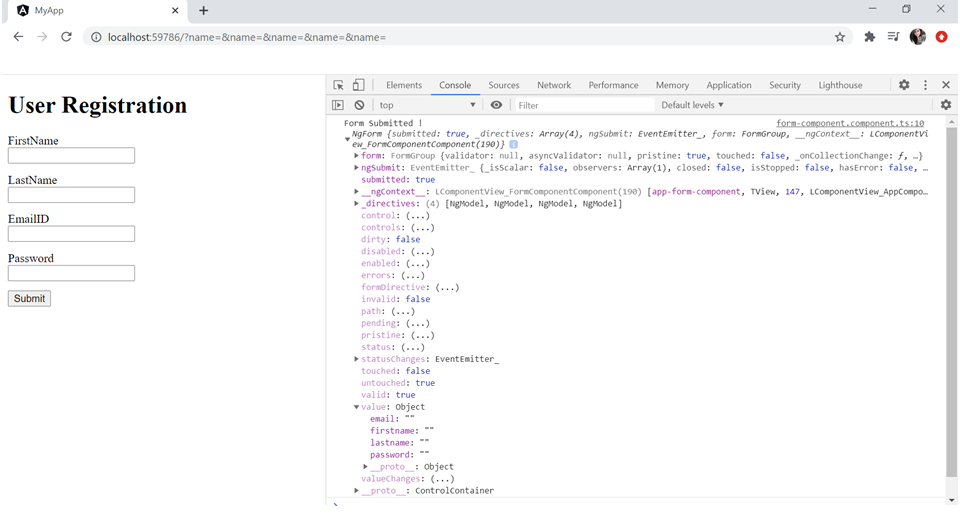 MyApp
localhost:59786/?name=&name=&name=&name=&name=
User Registration
FirstName
LastName
EmailID
Password
Submit
Elements Console Sources Network Performance Memory Application Security Lighthouse
top Filter Default levels
Form Submitted ! form-component.component.ts:10
NgForm {submitted: true, _directives: Array(4), ngSubmit: EventEmitter_, form: FormGroup, __ngContext__: LComponentVi
ew_FormComponentComponent(190)} i
form: FormGroup {validator: null, asyncValidator: null, pristine: true, touched: false, _onCollectionChange: ƒ, …}
ngSubmit: EventEmitter_ {_isScalar: false, observers: Array(1), closed: false, isStopped: false, hasError: false, …
submitted: true
__ngContext__: LComponentView_FormComponentComponent(190) [app-form-component, TView, 147, LComponentView_AppCompo…
_directives: (4) [NgModel, NgModel, NgModel, NgModel]
control: (...)
controls: (...)
dirty: false
disabled: (...)
enabled: (...)
errors: (...)
formDirective: (...)
invalid: false
path: (...)
pending: (...)
pristine: (...)
status: (...)
statusChanges: EventEmitter_
touched: false
untouched: true
valid: true
value: Object
email: ""
firstname: ""
lastname: ""
password: ""
__proto__: Object
valueChanges: (...)
__proto__: ControlContainer